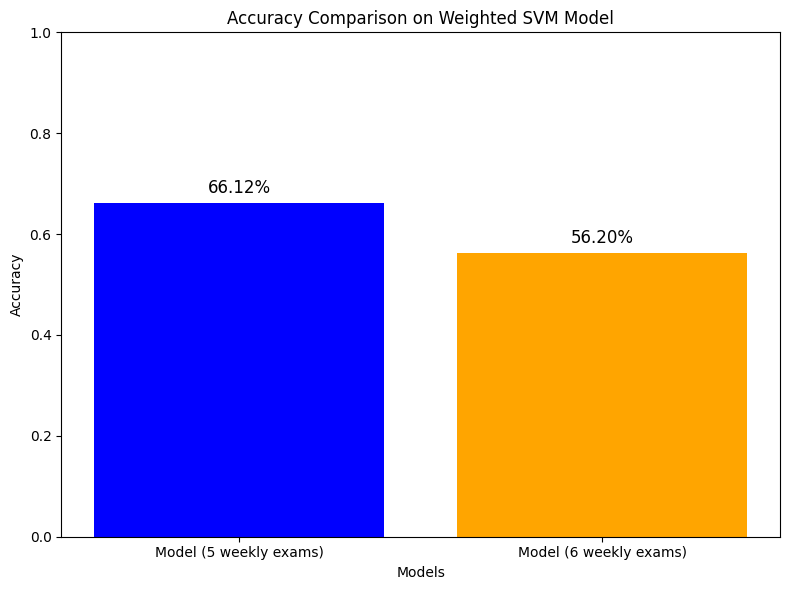 Accuracy Comparison on Weighted SVM Model
1.0
0.8
0.6
0.4
0.2
0.0
Accuracy
66.12%
56.20%
Model (5 weekly exams)
Model (6 weekly exams)
Models